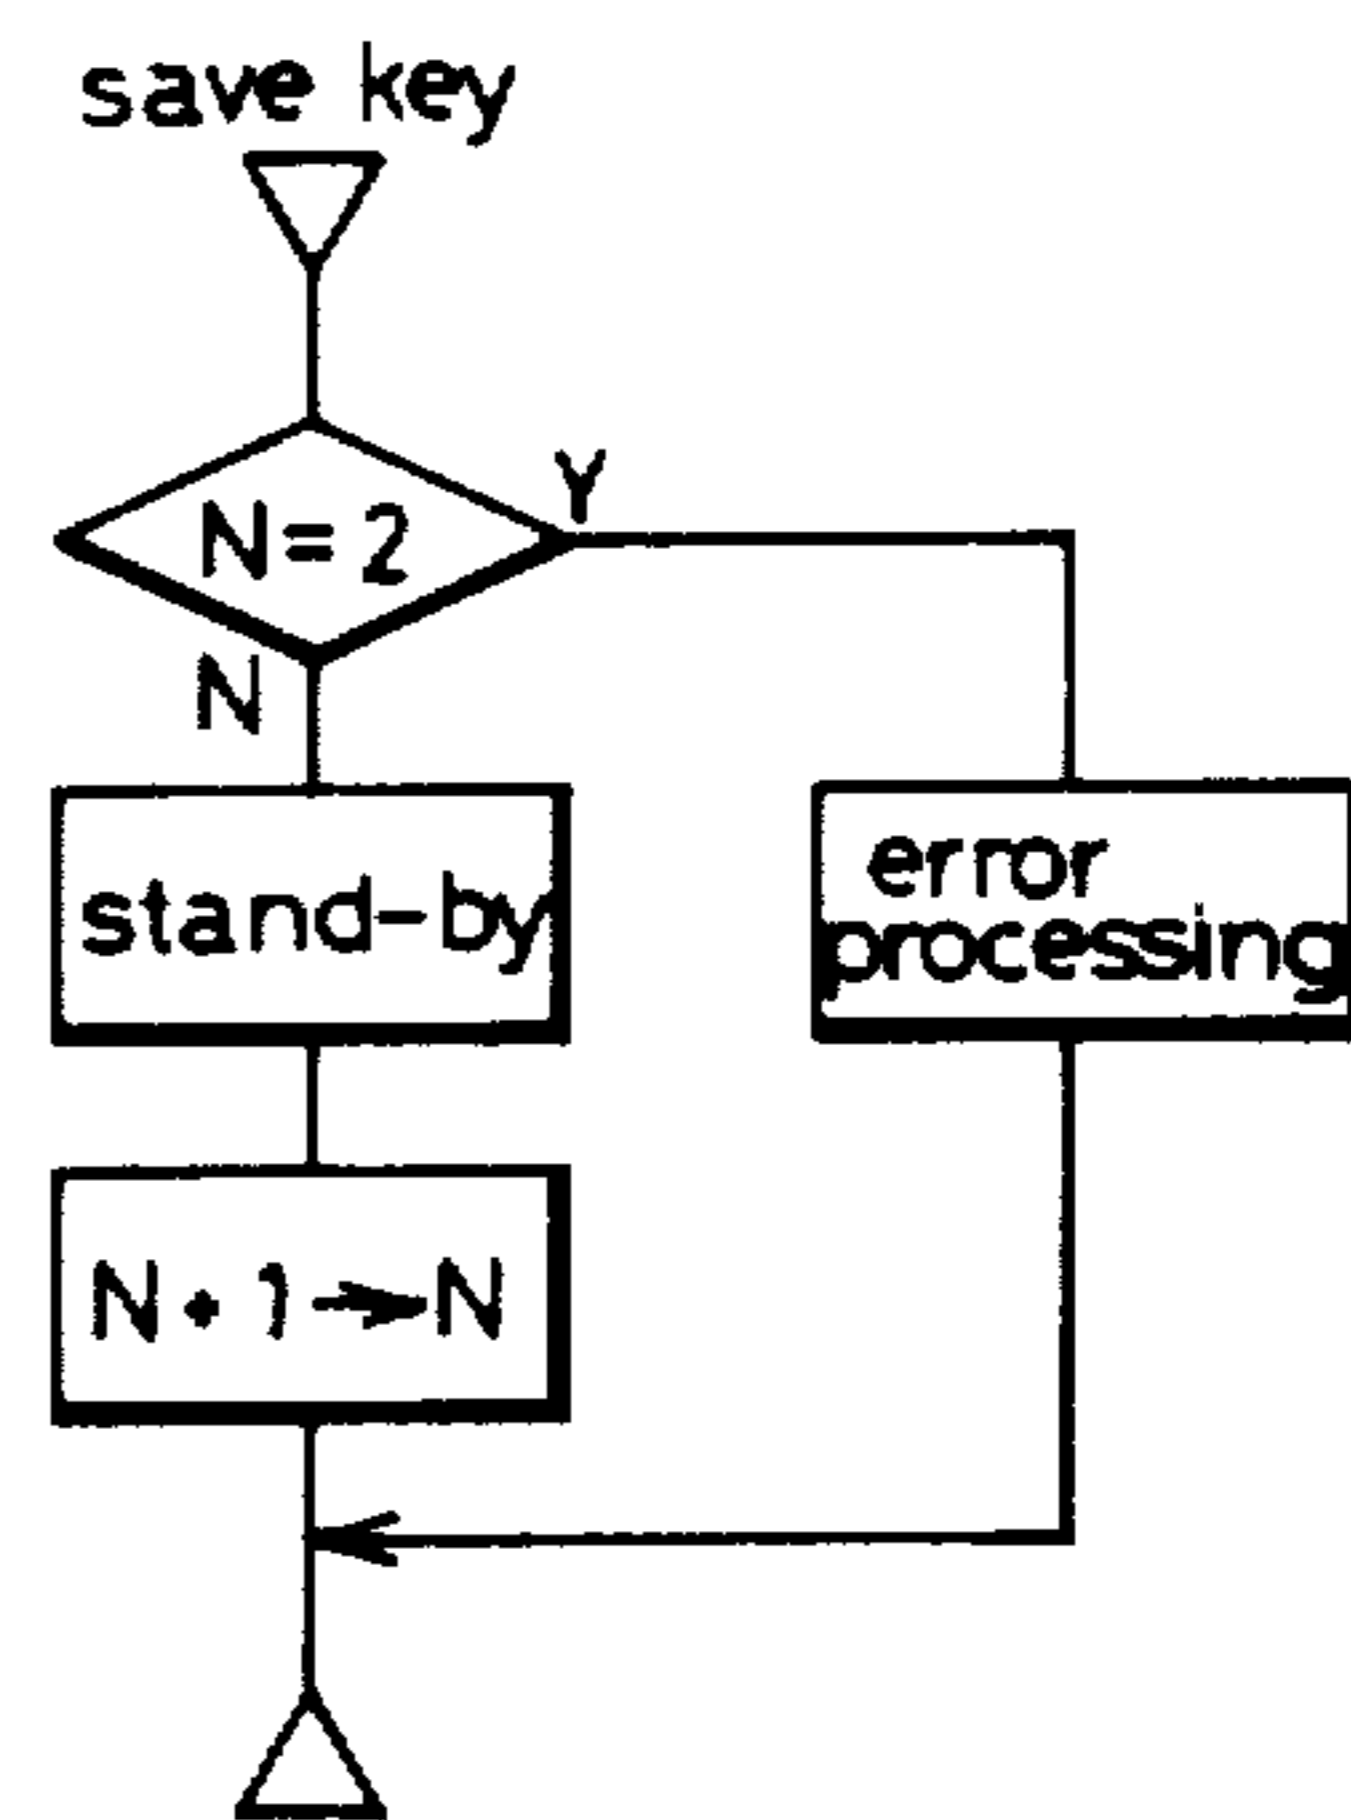 save key
N=2
Y
N
stand-by
error
processing
N+1→N